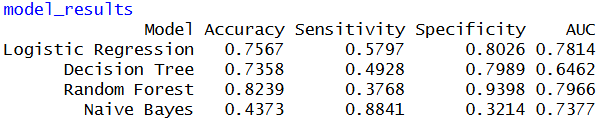 model_results
Model Accuracy Sensitivity Specificity AUC
Logistic Regression 0.7567 0.5797 0.8026 0.7814
Decision Tree 0.7358 0.4928 0.7989 0.6462
Random Forest 0.8239 0.3768 0.9398 0.7966
Naive Bayes 0.4373 0.8841 0.3214 0.7377